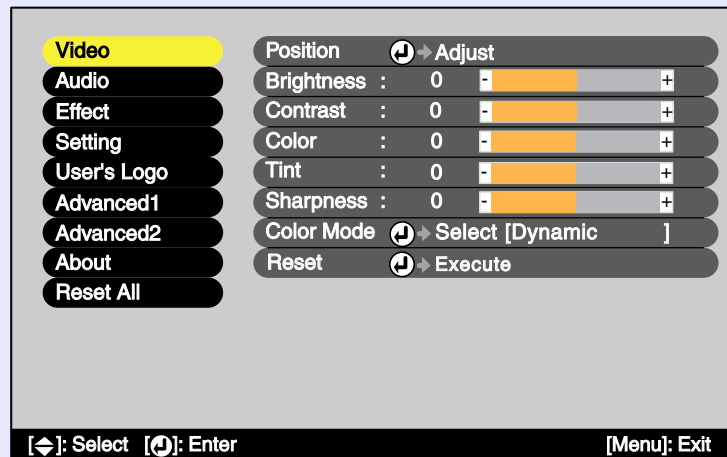 Video
Audio
Effect
Setting
User's Logo
Advanced1
Advanced2
About
Reset All
Position Adjust
Brightness : 0 - +
Contrast : 0 - +
Color : 0 - +
Tint : 0 - +
Sharpness : 0 - +
Color Mode Select [Dynamic ]
Reset Execute
[ ]: Select [ ]: Enter [Menu]: Exit